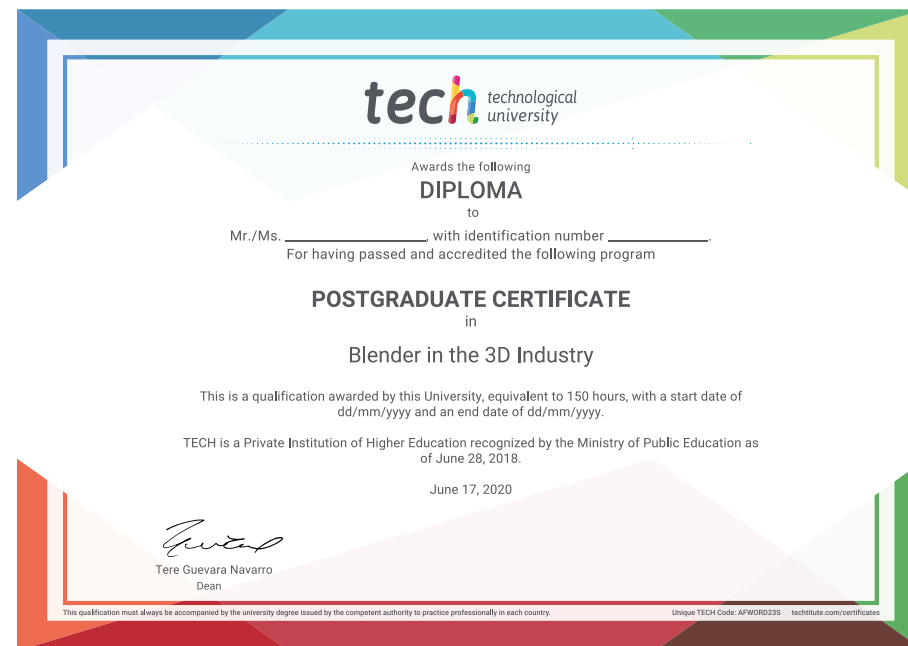 tech technological
university
Awards the following
DIPLOMA
to
Mr./Ms. ____________________, with identification number ______________.
For having passed and accredited the following program
POSTGRADUATE CERTIFICATE
in
Blender in the 3D Industry
This is a qualification awarded by this University, equivalent to 150 hours, with a start date of
dd/mm/yyyy and an end date of dd/mm/yyyy.
TECH is a Private Institution of Higher Education recognized by the Ministry of Public Education as
of June 28, 2018.
June 17, 2020
Tere Guevara Navarro
Dean
This qualification must always be accompanied by the university degree issued by the competent authority to practice professionally in each country. Unique TECH Code: AFWORD23S techtitute.com/certificates